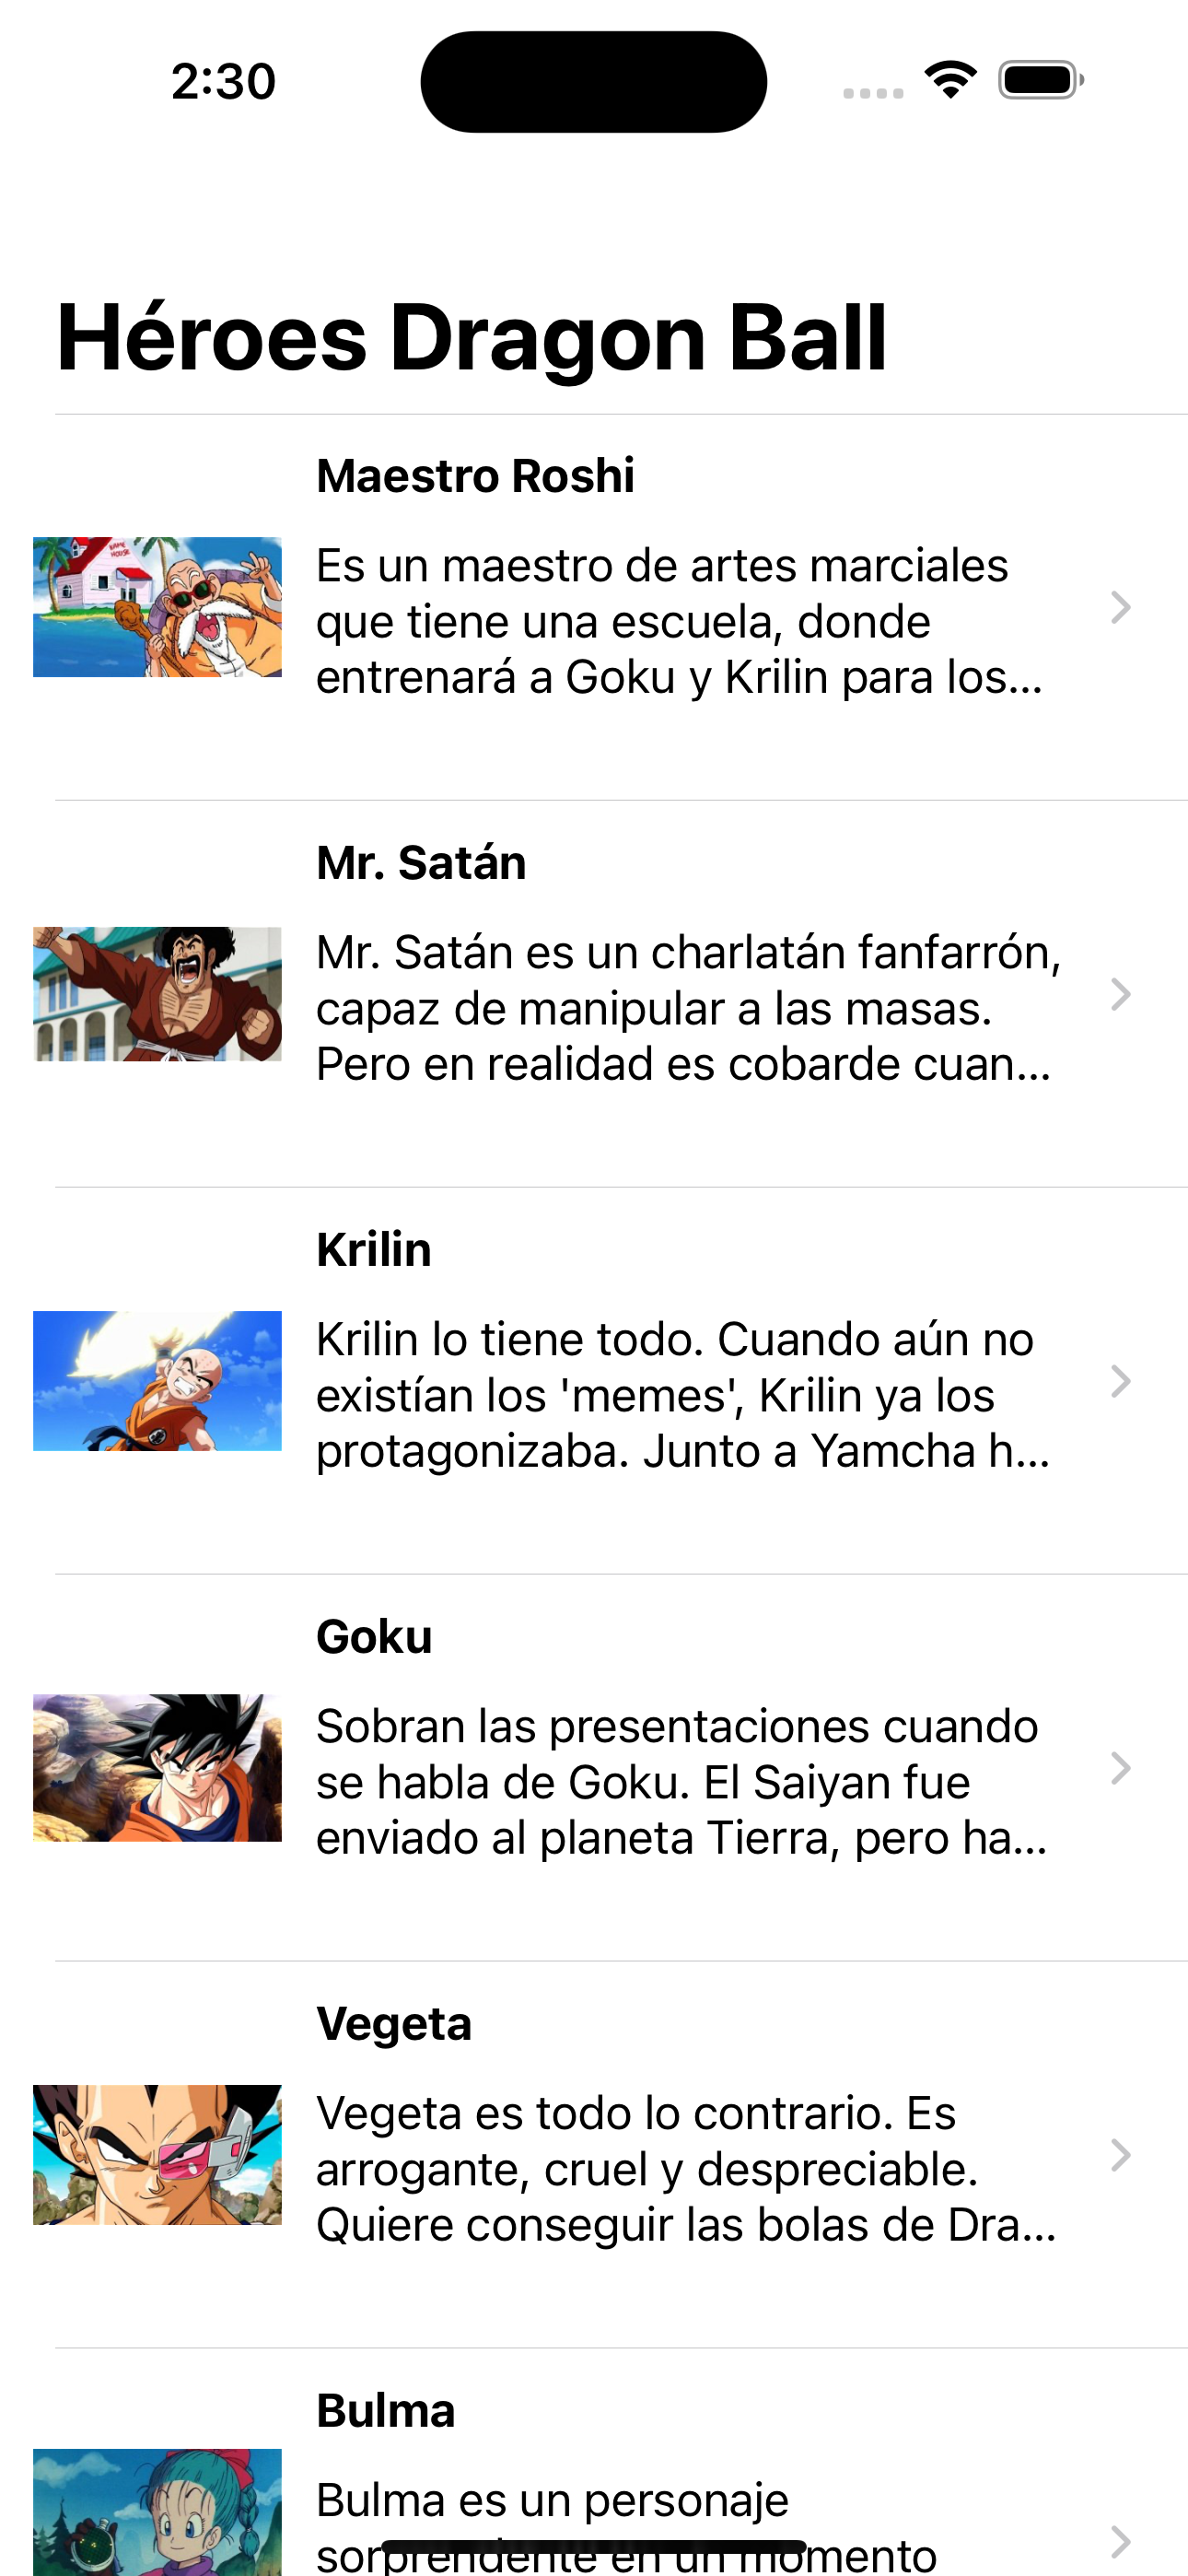 2:30
Héroes Dragon Ball
Maestro Roshi
KAME
HOUSE
Es un maestro de artes marciales
que tiene una escuela, donde
entrenará a Goku y Krilin para los...
Mr. Satán
Mr. Satán es un charlatán fanfarrón,
capaz de manipular a las masas.
Pero en realidad es cobarde cuan...
Krilin
Krilin lo tiene todo. Cuando aún no
existían los 'memes', Krilin ya los
protagonizaba. Junto a Yamcha h...
Goku
Sobran las presentaciones cuando
se habla de Goku. El Saiyan fue
enviado al planeta Tierra, pero ha...
Vegeta
Vegeta es todo lo contrario. Es
arrogante, cruel y despreciable.
Quiere conseguir las bolas de Dra...
Bulma
Bulma es un personaje
sorprendente en un momento